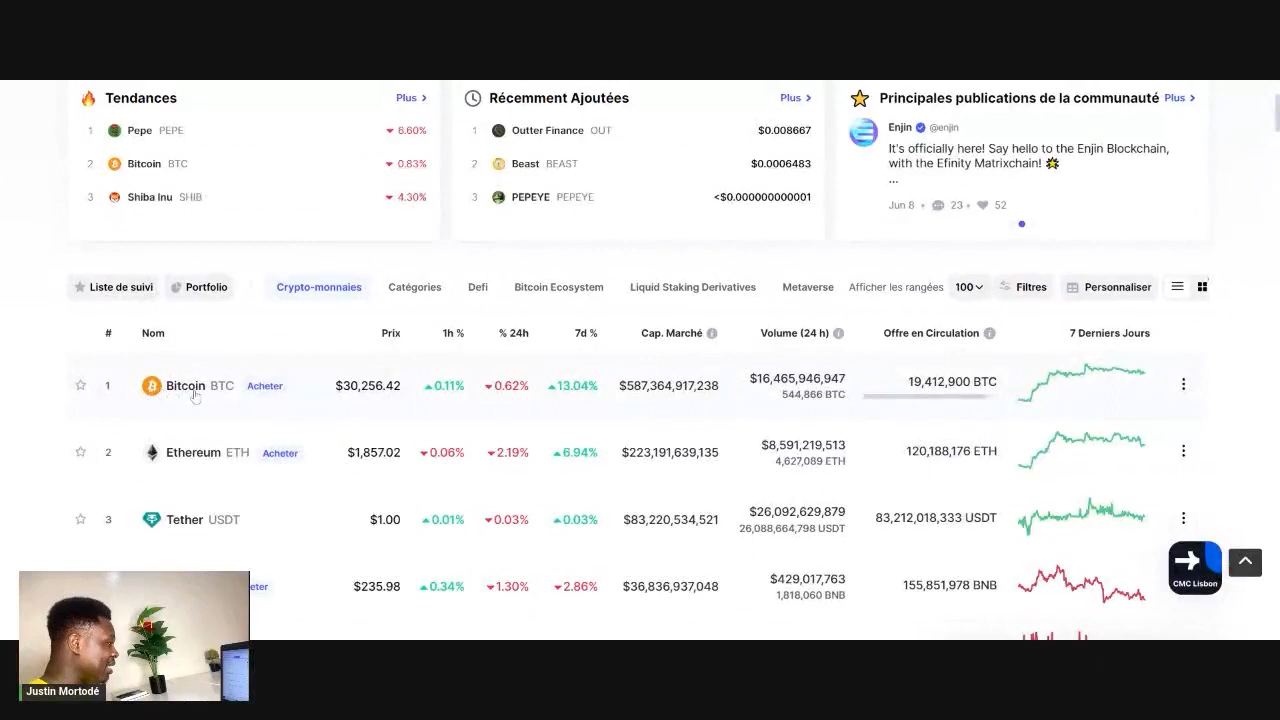 Tendances
Plus >
1 Pepe PEPE 6.60%
2 Bitcoin BTC 0.83%
3 Shiba Inu SHIB 4.30%
Récemment Ajoutées
Plus >
1 Outter Finance OUT $0.008667
2 Beast BEAST $0.0006483
3 PEPEYE PEPEYE <$0.000000000001
Principales publications de la communauté
Plus >
Enjin @enjin
It's officially here! Say hello to the Enjin Blockchain,
with the Efinity Matrixchain!
...
Jun 8 • 23 • 52
Liste de suivi Portfolio Crypto-monnaies Catégories Defi Bitcoin Ecosystem Liquid Staking Derivatives Metaverse Afficher les rangées 100 Filtres Personnaliser
# Nom Prix 1h % % 24h 7d % Cap. Marché Volume (24 h) Offre en Circulation 7 Derniers Jours
1 Bitcoin BTC Acheter $30,256.42 0.11% 0.62% 13.04% $587,364,917,238 $16,465,946,947 19,412,900 BTC
544,866 BTC
2 Ethereum ETH Acheter $1,857.02 0.06% 2.19% 6.94% $223,191,639,135 $8,591,219,513 120,188,176 ETH
4,627,089 ETH
3 Tether USDT $1.00 0.01% 0.03% 0.03% $83,220,534,521 $26,092,629,879 83,212,018,333 USDT
26,088,664,798 USDT
$235.98 0.34% 1.30% 2.86% $36,836,937,048 $429,017,763 155,851,978 BNB
1,818,060 BNB
CMC Lisbon
Justin Mortodé